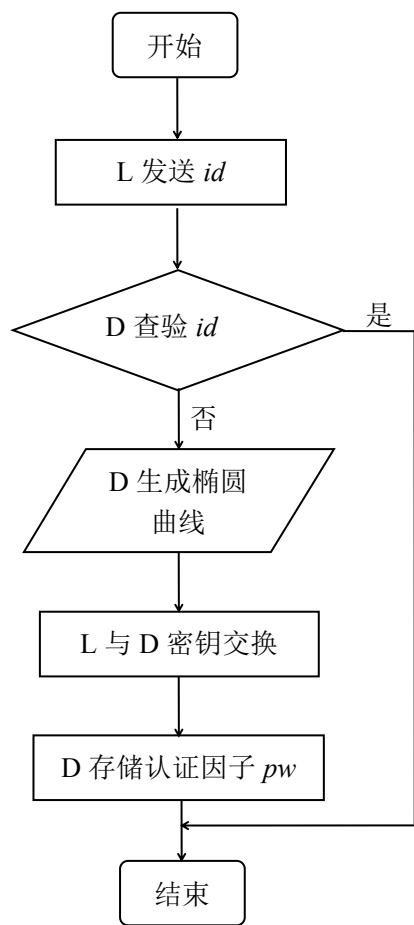 开始
L 发送 id
D 查验 id
是
否
D 生成椭圆
曲线
L 与 D 密钥交换
D 存储认证因子 pw
结束